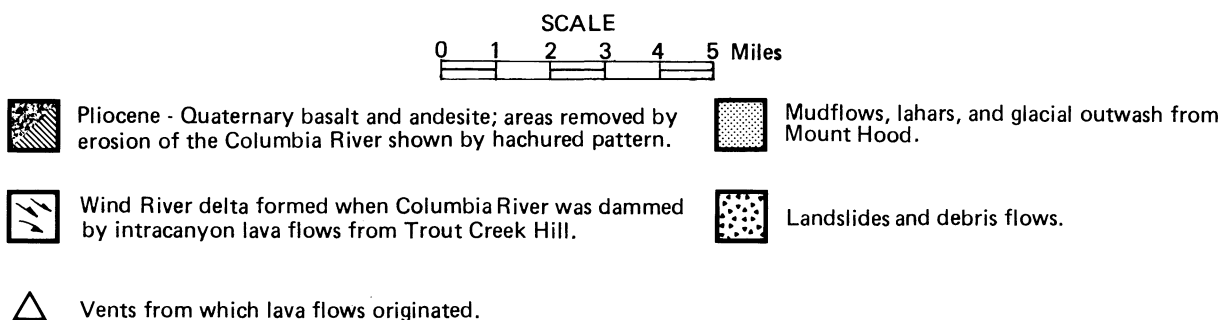 SCALE
0 1 2 3 4 5 Miles
Pliocene - Quaternary basalt and andesite; areas removed by
erosion of the Columbia River shown by hachured pattern.
Mudflows, lahars, and glacial outwash from
Mount Hood.
Wind River delta formed when Columbia River was dammed
by intracanyon lava flows from Trout Creek Hill.
Landslides and debris flows.
Vents from which lava flows originated.